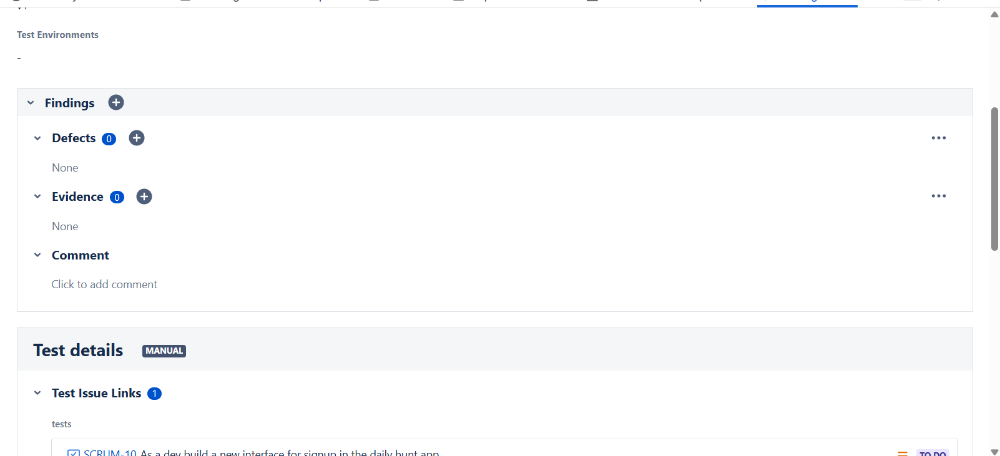 Test Environments
-
Findings
Defects 0
None
Evidence 0
None
Comment
Click to add comment
Test details MANUAL
Test Issue Links 1
tests
SCRUM-10 As a dev build a new interface for signup in the daily hunt app TO DO